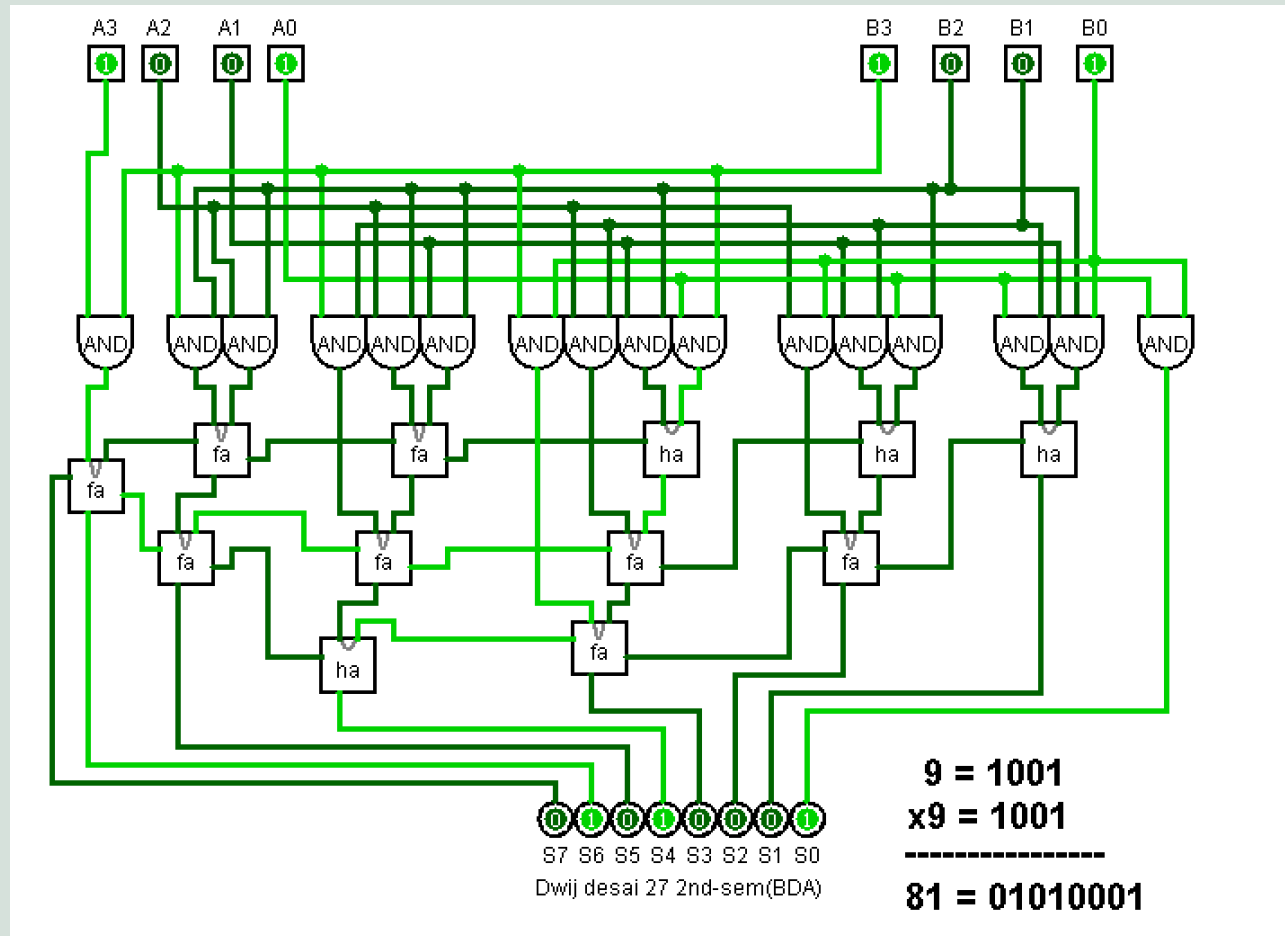 A3 A2 A1 A0 B3 B2 B1 B0
1 0 0 1 1 0 0 1
AND AND AND AND AND AND AND AND AND AND AND AND AND AND AND AND
fa fa ha ha ha
fa
fa fa fa fa
fa
ha
9 = 1001
x9 = 1001
----------------
81 = 01010001
0 1 0 1 0 0 0 1
S7 S6 S5 S4 S3 S2 S1 S0
Dwij desai 27 2nd-sem(BDA)